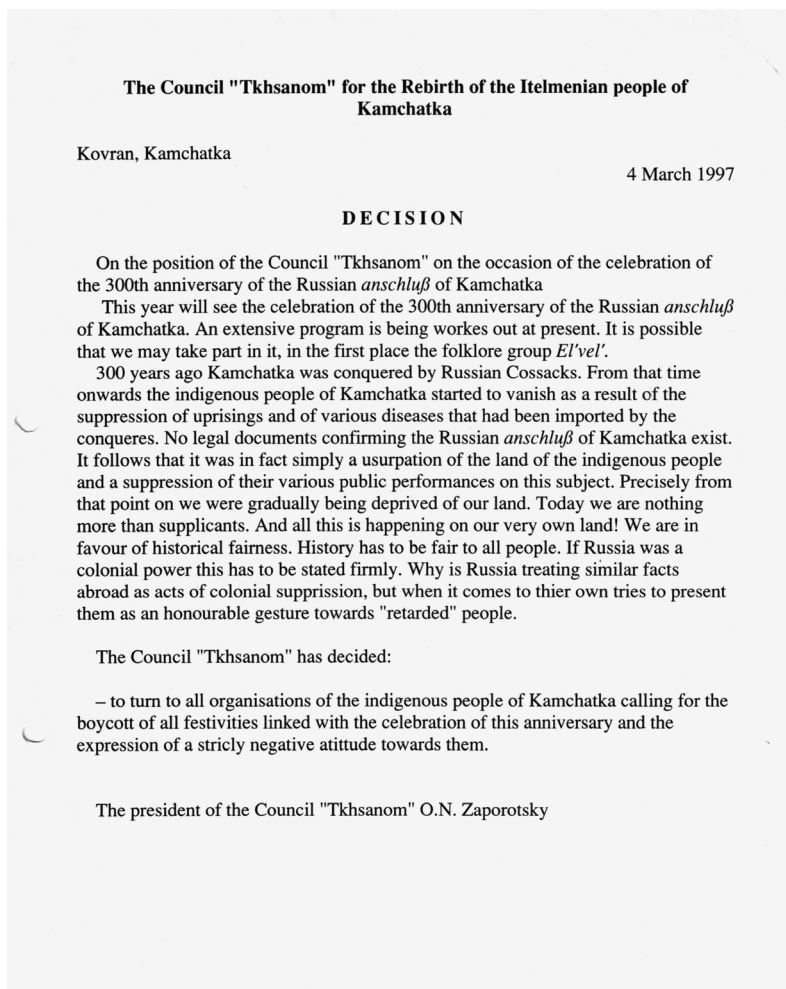 The Council "Tkhsanom" for the Rebirth of the Itelmenian people of
Kamchatka
Kovran, Kamchatka
4 March 1997
DECISION
On the position of the Council "Tkhsanom" on the occasion of the celebration of
the 300th anniversary of the Russian anschluß of Kamchatka
This year will see the celebration of the 300th anniversary of the Russian anschluß
of Kamchatka. An extensive program is being workes out at present. It is possible
that we may take part in it, in the first place the folklore group El'vel'.
300 years ago Kamchatka was conquered by Russian Cossacks. From that time
onwards the indigenous people of Kamchatka started to vanish as a result of the
suppression of uprisings and of various diseases that had been imported by the
conqueres. No legal documents confirming the Russian anschluß of Kamchatka exist.
It follows that it was in fact simply a usurpation of the land of the indigenous people
and a suppression of their various public performances on this subject. Precisely from
that point on we were gradually being deprived of our land. Today we are nothing
more than supplicants. And all this is happening on our very own land! We are in
favour of historical fairness. History has to be fair to all people. If Russia was a
colonial power this has to be stated firmly. Why is Russia treating similar facts
abroad as acts of colonial supprission, but when it comes to thier own tries to present
them as an honourable gesture towards "retarded" people.
The Council "Tkhsanom" has decided:
– to turn to all organisations of the indigenous people of Kamchatka calling for the
boycott of all festivities linked with the celebration of this anniversary and the
expression of a stricly negative atittude towards them.
The president of the Council "Tkhsanom" O.N. Zaporotsky